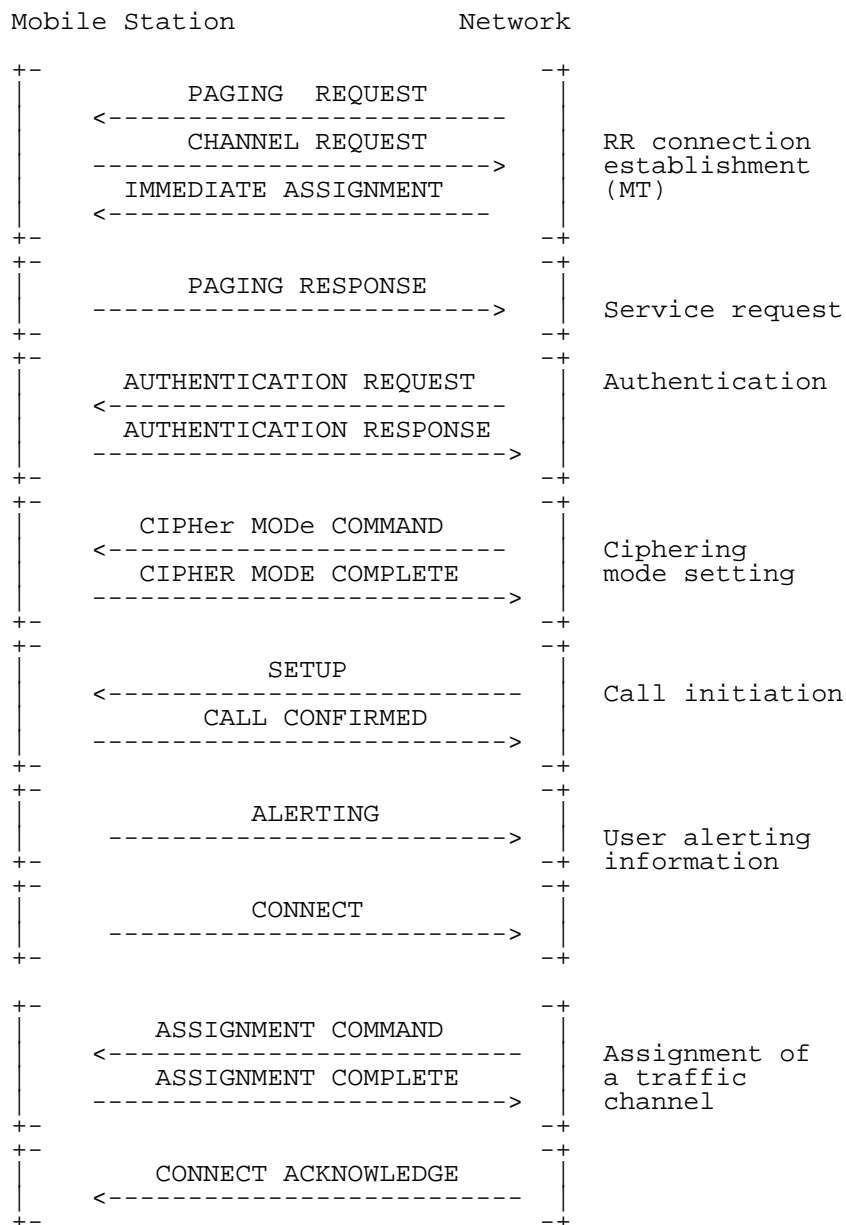 Mobile Station Network
PAGING REQUEST
CHANNEL REQUEST RR connection
establishment
IMMEDIATE ASSIGNMENT (MT)
PAGING RESPONSE
Service request
AUTHENTICATION REQUEST Authentication
AUTHENTICATION RESPONSE
CIPHer MODe COMMAND
Ciphering
CIPHER MODE COMPLETE mode setting
SETUP
Call initiation
CALL CONFIRMED
ALERTING
User alerting
information
CONNECT
ASSIGNMENT COMMAND
Assignment of
ASSIGNMENT COMPLETE a traffic
channel
CONNECT ACKNOWLEDGE